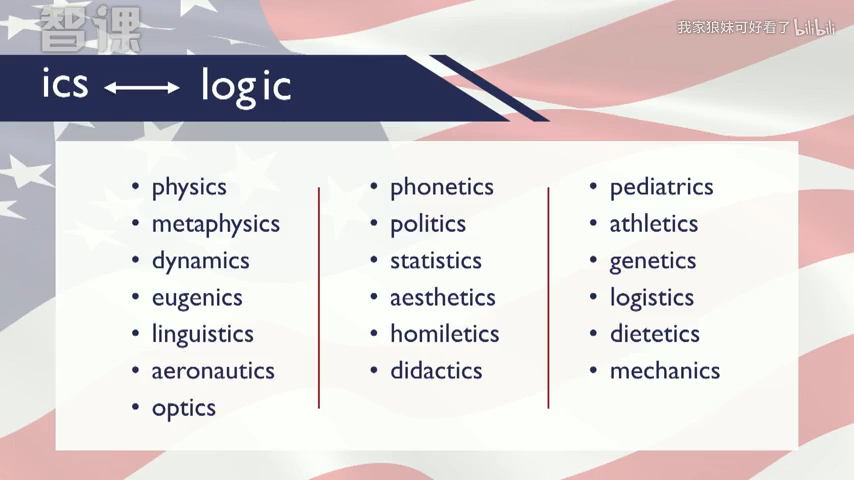 智课
我家狼妹可好看了 bilibili
ics ⟷ logic
• physics
• metaphysics
• dynamics
• eugenics
• linguistics
• aeronautics
• optics
• phonetics
• politics
• statistics
• aesthetics
• homiletics
• didactics
• pediatrics
• athletics
• genetics
• logistics
• dietetics
• mechanics